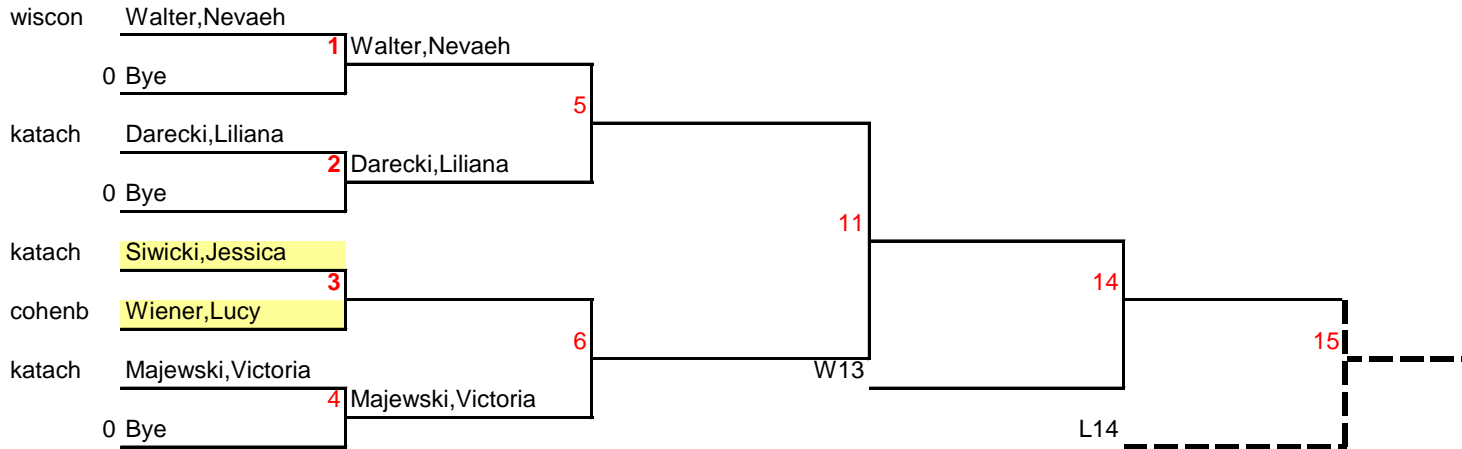 wiscon Walter,Nevaeh
1 Walter,Nevaeh
0 Bye
5
katach Darecki,Liliana
2 Darecki,Liliana
0 Bye
11
katach Siwicki,Jessica
3
14
cohenb Wiener,Lucy
6
15
katach Majewski,Victoria
W13
4 Majewski,Victoria
0 Bye
L14